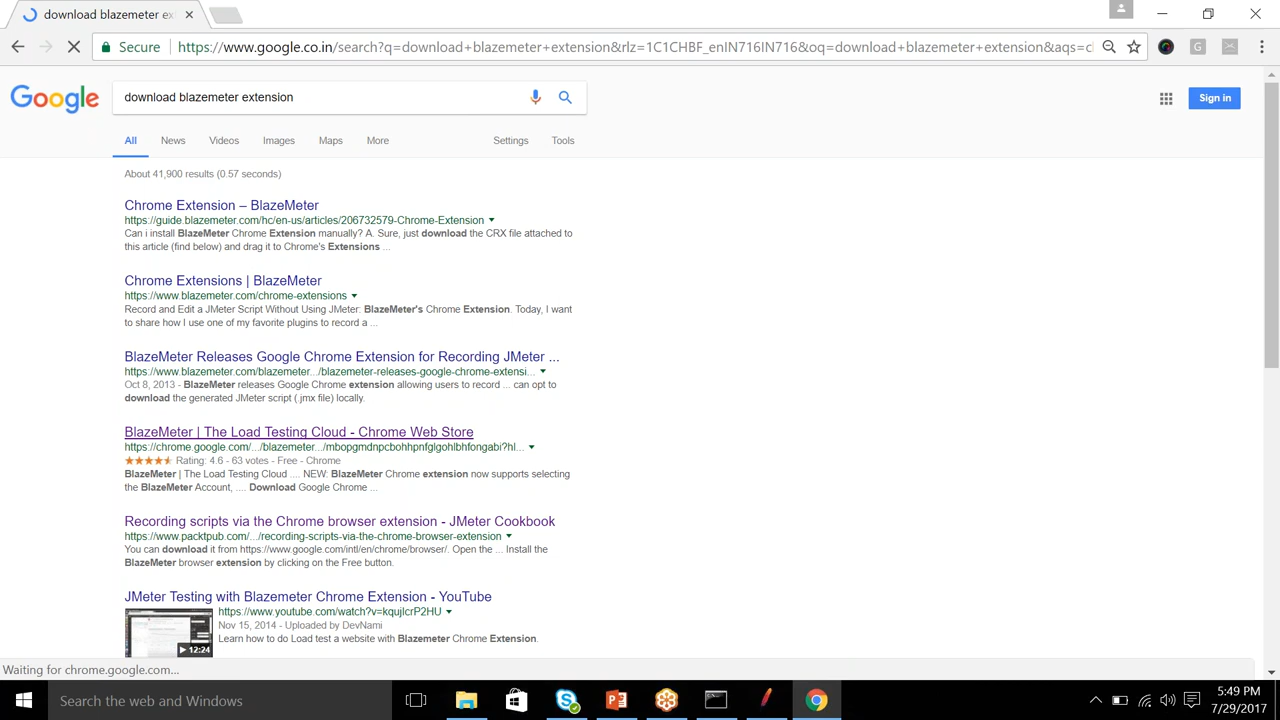 download blazemeter ex
Secure https://www.google.co.in/search?q=download+blazemeter+extension&rlz=1C1CHBF_enIN716IN716&oq=download+blazemeter+extension&aqs=c
Google
download blazemeter extension
Sign in
All News Videos Images Maps More Settings Tools
About 41,900 results (0.57 seconds)
Chrome Extension – BlazeMeter
https://guide.blazemeter.com/hc/en-us/articles/206732579-Chrome-Extension
Can i install BlazeMeter Chrome Extension manually? A. Sure, just download the CRX file attached to
this article (find below) and drag it to Chrome's Extensions ...
Chrome Extensions | BlazeMeter
https://www.blazemeter.com/chrome-extensions
Record and Edit a JMeter Script Without Using JMeter: BlazeMeter's Chrome Extension. Today, I want
to share how I use one of my favorite plugins to record a ...
BlazeMeter Releases Google Chrome Extension for Recording JMeter ...
https://www.blazemeter.com/blazemeter.../blazemeter-releases-google-chrome-extensi...
Oct 8, 2013 - BlazeMeter releases Google Chrome extension allowing users to record ... can opt to
download the generated JMeter script (.jmx file) locally.
BlazeMeter | The Load Testing Cloud - Chrome Web Store
https://chrome.google.com/.../blazemeter.../mbopgmdnpcbohhpnfglgohlbhfongabi?hl...
Rating: 4.6 - 63 votes - Free - Chrome
BlazeMeter | The Load Testing Cloud .... NEW: BlazeMeter Chrome extension now supports selecting
the BlazeMeter Account, .... Download Google Chrome ...
Recording scripts via the Chrome browser extension - JMeter Cookbook
https://www.packtpub.com/.../recording-scripts-via-the-chrome-browser-extension
You can download it from https://www.google.com/intl/en/chrome/browser/. Open the ... Install the
BlazeMeter browser extension by clicking on the Free button.
JMeter Testing with Blazemeter Chrome Extension - YouTube
https://www.youtube.com/watch?v=kqujIcrP2HU
Nov 15, 2014 - Uploaded by DevNami
Learn how to do Load test a website with Blazemeter Chrome Extension.
12:24
Waiting for chrome.google.com...
Search the web and Windows
5:49 PM
7/29/2017